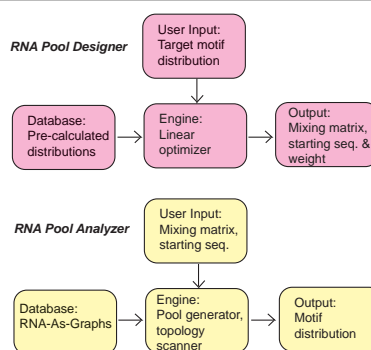 RNA Pool Designer
User Input:
Target motif
distribution
Database:
Pre-calculated
distributions
Engine:
Linear
optimizer
Output:
Mixing matrix,
starting seq. &
weight
RNA Pool Analyzer
User Input:
Mixing matrix,
starting seq.
Database:
RNA-As-Graphs
Engine:
Pool generator,
topology
scanner
Output:
Motif
distribution